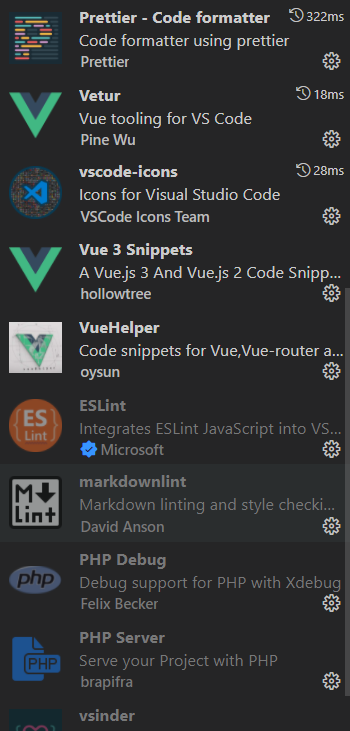 Prettier - Code formatter 322ms
Code formatter using prettier
Prettier
Vetur 18ms
Vue tooling for VS Code
Pine Wu
vscode-icons 28ms
Icons for Visual Studio Code
VSCode Icons Team
Vue 3 Snippets
A Vue.js 3 And Vue.js 2 Code Snipp...
hollowtree
VueHelper
Code snippets for Vue,Vue-router a...
oysun
ES
Lint
ESLint
Integrates ESLint JavaScript into VS...
Microsoft
M
Lint
markdownlint
Markdown linting and style checki...
David Anson
php
PHP Debug
Debug support for PHP with Xdebug
Felix Becker
PHP
PHP Server
Serve your Project with PHP
brapifra
vsinder